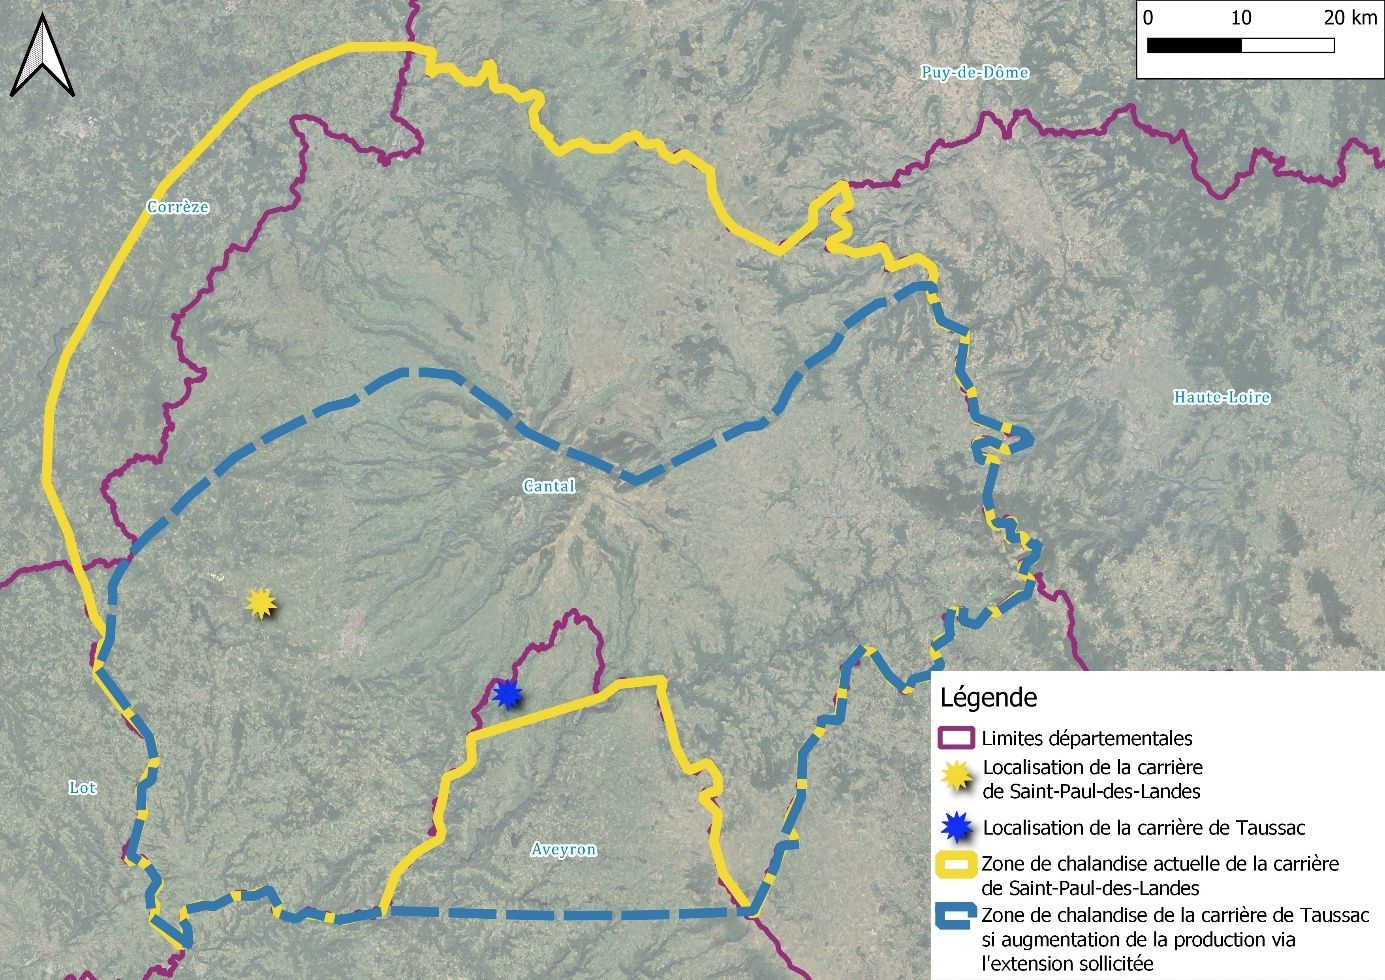 0 10 20 km
Puy-de-Dôme
Corrèze
Haute-Loire
Cantal
Lot
Aveyron
Légende
Limites départementales
Localisation de la carrière
de Saint-Paul-des-Landes
Localisation de la carrière de Taussac
Zone de chalandise actuelle de la carrière
de Saint-Paul-des-Landes
Zone de chalandise de la carrière de Taussac
si augmentation de la production via
l'extension sollicitée